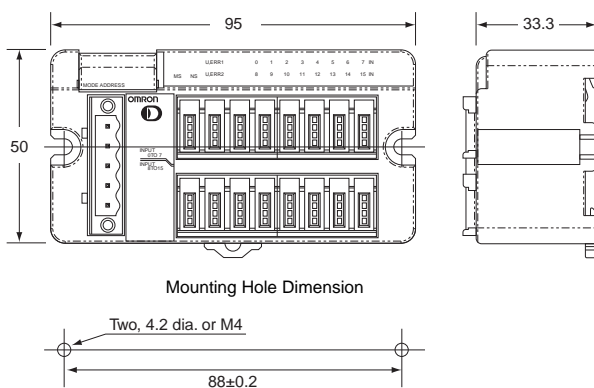 95
33.3
50
U.ERR1 0 1 2 3 4 5 6 7 IN
MS NS U.ERR2 8 9 10 11 12 13 14 15 IN
MODE ADDRESS
OMRON
D
INPUT
0TO 7
INPUT
8TO15
Mounting Hole Dimension
Two, 4.2 dia. or M4
88±0.2